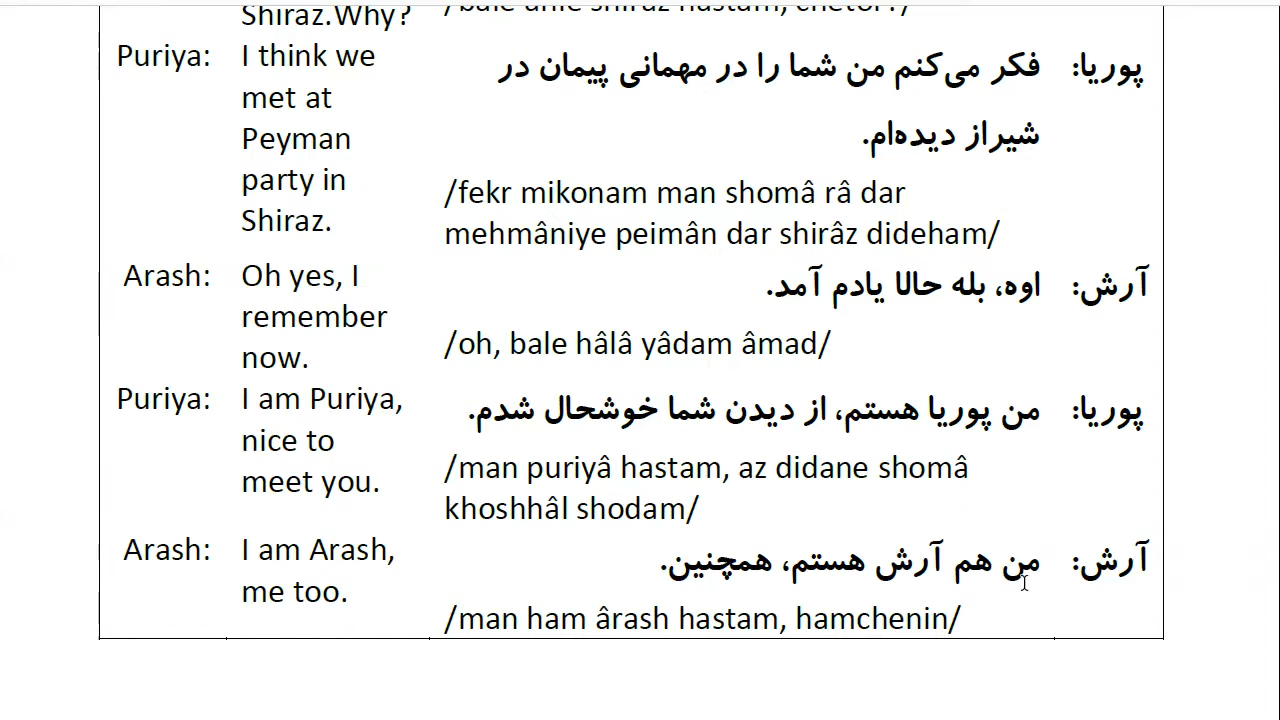 Shiraz.Why?
Puriya: I think we
met at
Peyman
party in
Shiraz.
فکر می‌کنم من شما را در مهمانی پیمان در پوریا:
شیراز دیده‌ام.
/fekr mikonam man shomâ râ dar
mehmâniye peimân dar shirâz dideham/
Arash: Oh yes, I
remember
now.
آرش: اوه، بله حالا یادم آمد.
/oh, bale hâlâ yâdam âmad/
Puriya: I am Puriya,
nice to
meet you.
پوریا: من پوریا هستم، از دیدن شما خوشحال شدم.
/man puriyâ hastam, az didane shomâ
khoshhâl shodam/
Arash: I am Arash,
me too.
آرش: من هم آرش هستم، همچنین.
/man ham ârash hastam, hamchenin/